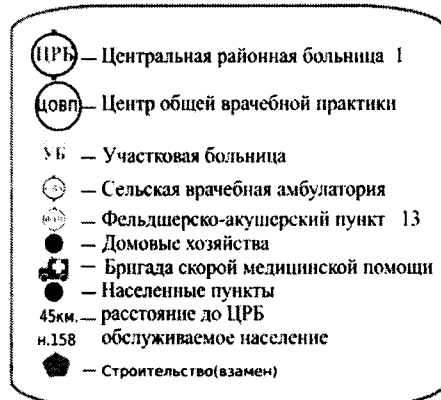 ЦРБ — Центральная районная больница 1
ЦОВП — Центр общей врачебной практики
УБ — Участковая больница
— Сельская врачебная амбулатория
— Фельдшерско-акушерский пункт 13
— Домовые хозяйства
— Бригада скорой медицинской помощи
— Населенные пункты
45км. — расстояние до ЦРБ
н.158 обслуживаемое население
— Строительство(взамен)